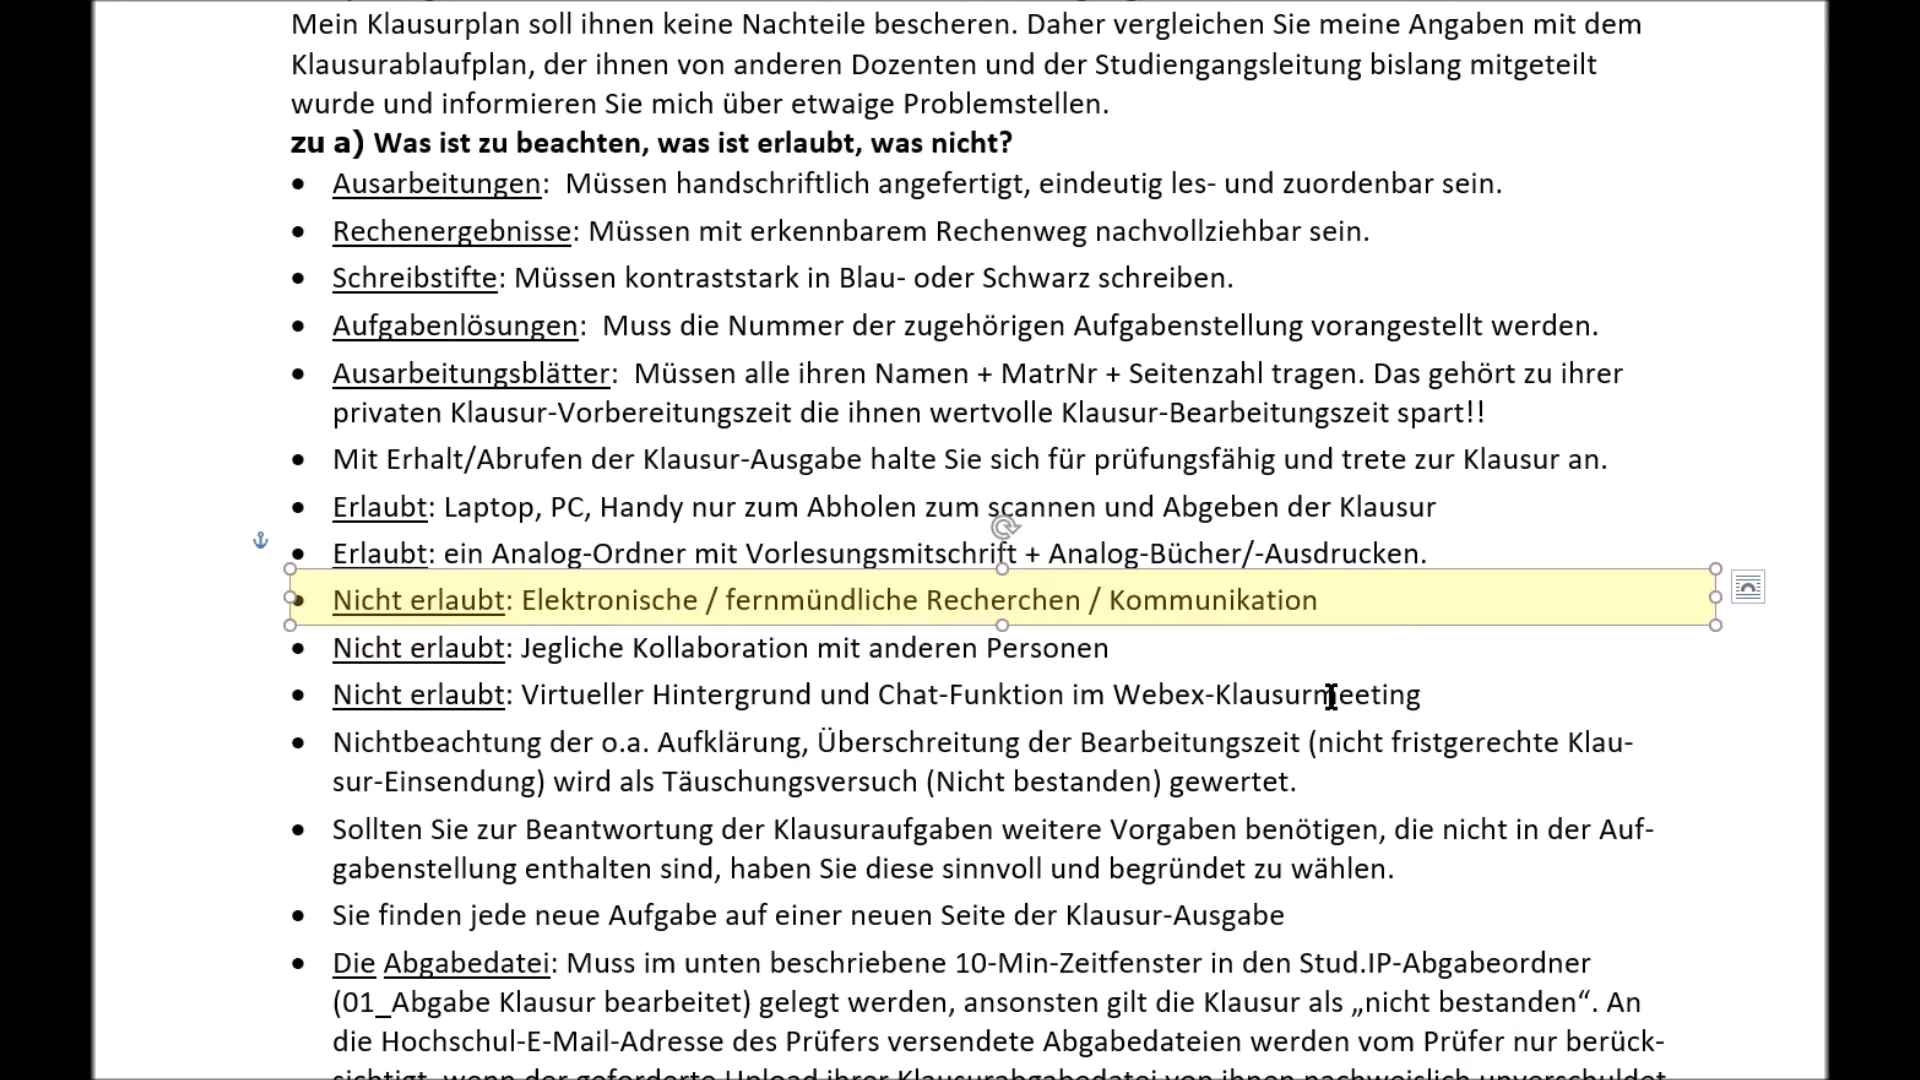 Mein Klausurplan soll ihnen keine Nachteile bescheren. Daher vergleichen Sie meine Angaben mit dem
Klausurablaufplan, der ihnen von anderen Dozenten und der Studiengangsleitung bislang mitgeteilt
wurde und informieren Sie mich über etwaige Problemstellen.
zu a) Was ist zu beachten, was ist erlaubt, was nicht?
• Ausarbeitungen: Müssen handschriftlich angefertigt, eindeutig les- und zuordenbar sein.
• Rechenergebnisse: Müssen mit erkennbarem Rechenweg nachvollziehbar sein.
• Schreibstifte: Müssen kontraststark in Blau- oder Schwarz schreiben.
• Aufgabenlösungen: Muss die Nummer der zugehörigen Aufgabenstellung vorangestellt werden.
• Ausarbeitungsblätter: Müssen alle ihren Namen + MatrNr + Seitenzahl tragen. Das gehört zu ihrer
privaten Klausur-Vorbereitungszeit die ihnen wertvolle Klausur-Bearbeitungszeit spart!!
• Mit Erhalt/Abrufen der Klausur-Ausgabe halte Sie sich für prüfungsfähig und trete zur Klausur an.
• Erlaubt: Laptop, PC, Handy nur zum Abholen zum scannen und Abgeben der Klausur
• Erlaubt: ein Analog-Ordner mit Vorlesungsmitschrift + Analog-Bücher/-Ausdrucken.
• Nicht erlaubt: Elektronische / fernmündliche Recherchen / Kommunikation
• Nicht erlaubt: Jegliche Kollaboration mit anderen Personen
• Nicht erlaubt: Virtueller Hintergrund und Chat-Funktion im Webex-Klausurmeeting
• Nichtbeachtung der o.a. Aufklärung, Überschreitung der Bearbeitungszeit (nicht fristgerechte Klau-
sur-Einsendung) wird als Täuschungsversuch (Nicht bestanden) gewertet.
• Sollten Sie zur Beantwortung der Klausuraufgaben weitere Vorgaben benötigen, die nicht in der Auf-
gabenstellung enthalten sind, haben Sie diese sinnvoll und begründet zu wählen.
• Sie finden jede neue Aufgabe auf einer neuen Seite der Klausur-Ausgabe
• Die Abgabedatei: Muss im unten beschriebene 10-Min-Zeitfenster in den Stud.IP-Abgabeordner
(01_Abgabe Klausur bearbeitet) gelegt werden, ansonsten gilt die Klausur als „nicht bestanden“. An
die Hochschul-E-Mail-Adresse des Prüfers versendete Abgabedateien werden vom Prüfer nur berück-
sichtigt, wenn der geforderte Upload ihrer Klausurabgabedatei von ihnen nachweislich unverschuldet